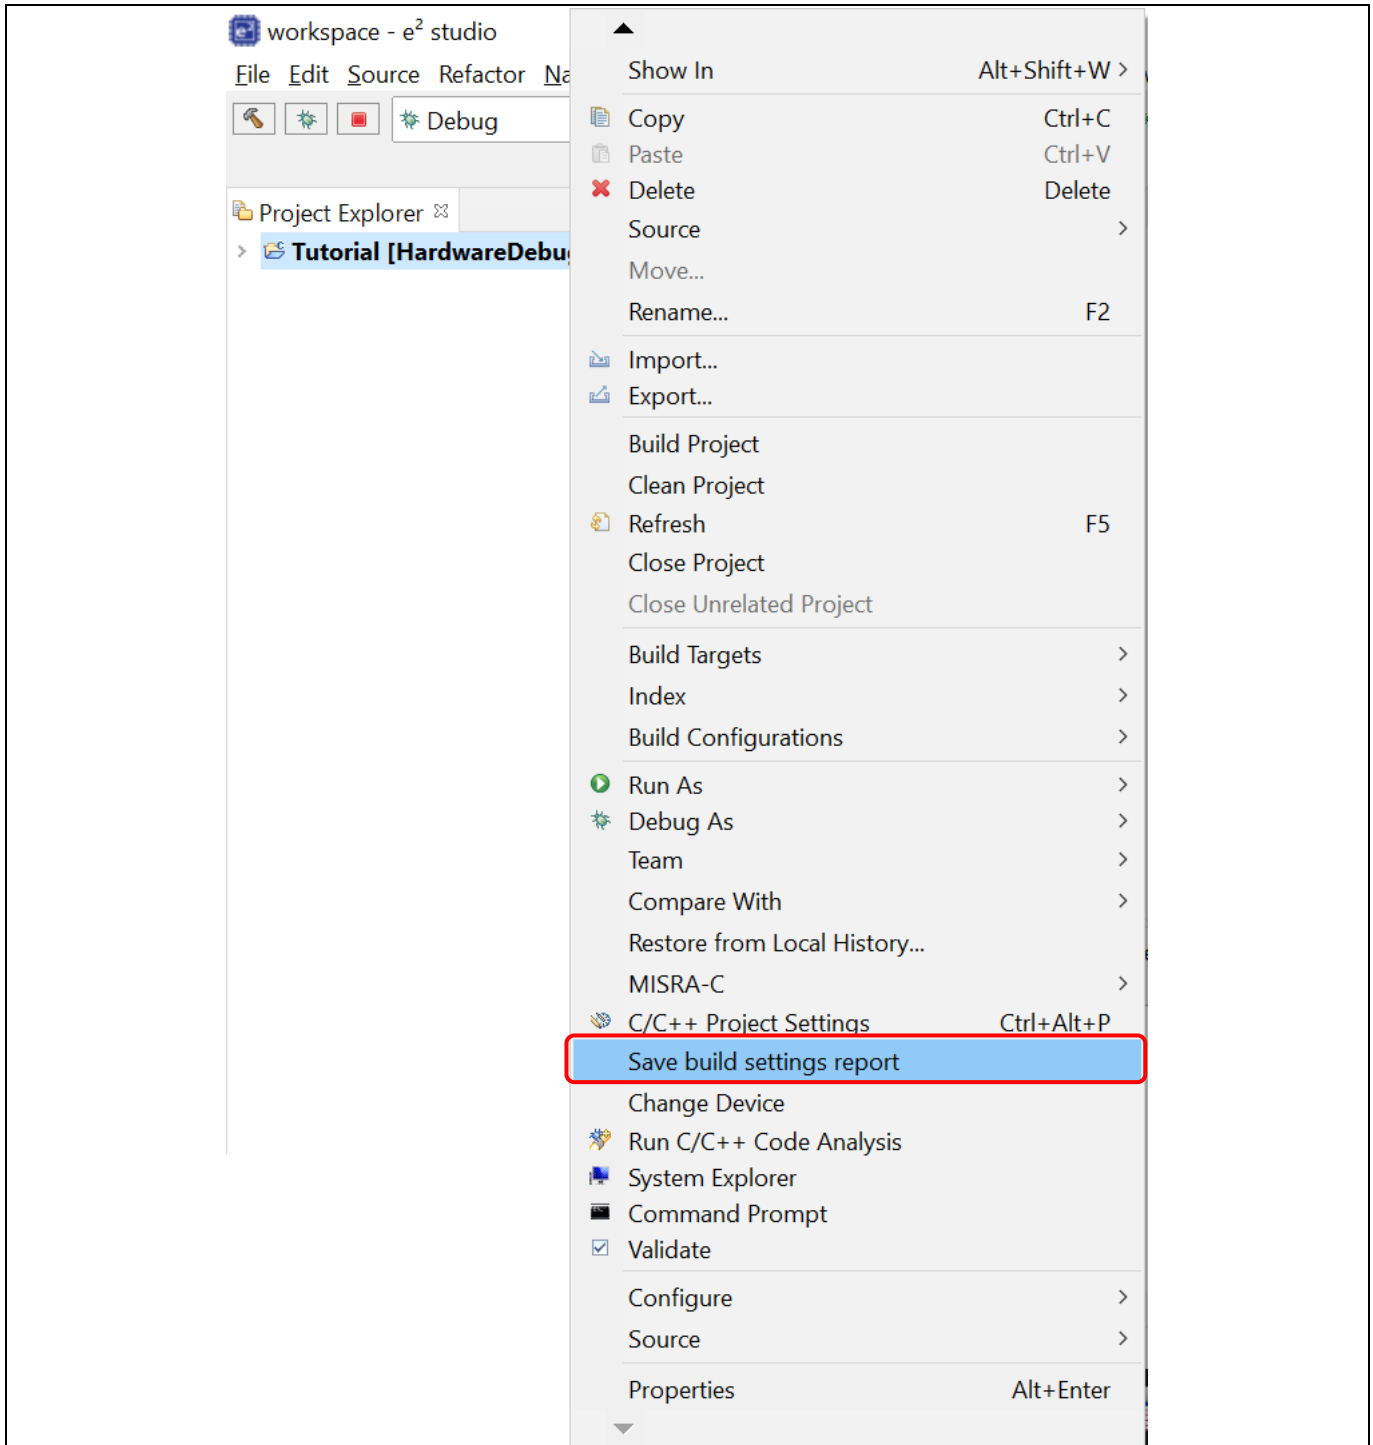 workspace - e² studio
File Edit Source Refactor Na
Debug
Project Explorer
Tutorial [HardwareDebug
Show In Alt+Shift+W
Copy Ctrl+C
Paste Ctrl+V
Delete Delete
Source
Move...
Rename... F2
Import...
Export...
Build Project
Clean Project
Refresh F5
Close Project
Close Unrelated Project
Build Targets
Index
Build Configurations
Run As
Debug As
Team
Compare With
Restore from Local History...
MISRA-C
C/C++ Project Settings Ctrl+Alt+P
Save build settings report
Change Device
Run C/C++ Code Analysis
System Explorer
Command Prompt
Validate
Configure
Source
Properties Alt+Enter